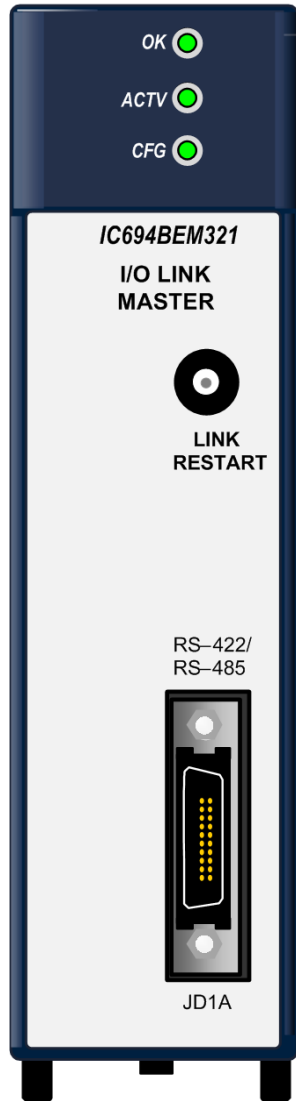 OK
ACTV
CFG
IC694BEM321
I/O LINK
MASTER
LINK
RESTART
RS–422/
RS–485
JD1A